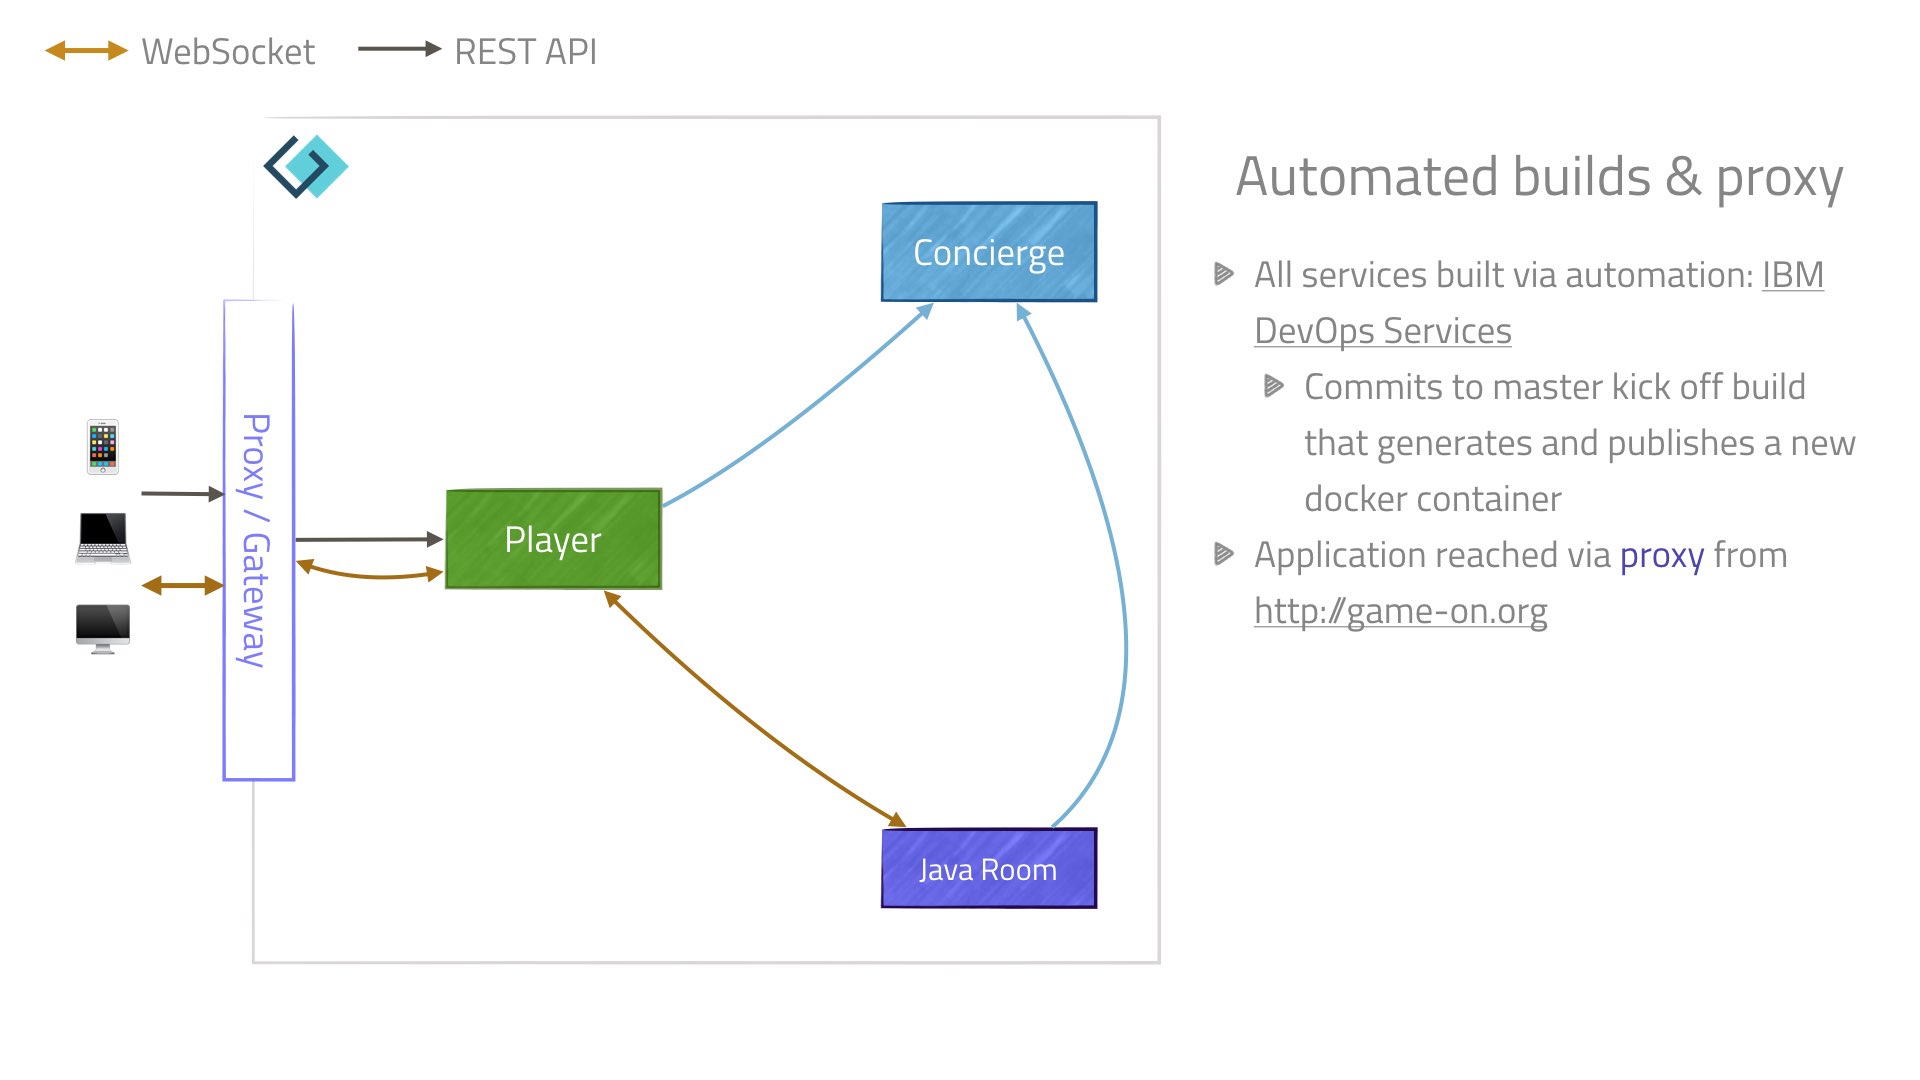 WebSocket
REST API
Automated builds & proxy
Concierge
All services built via automation: IBM
DevOps Services
Commits to master kick off build
that generates and publishes a new
docker container
Proxy / Gateway
Player
Application reached via proxy from
http://game-on.org
Java Room